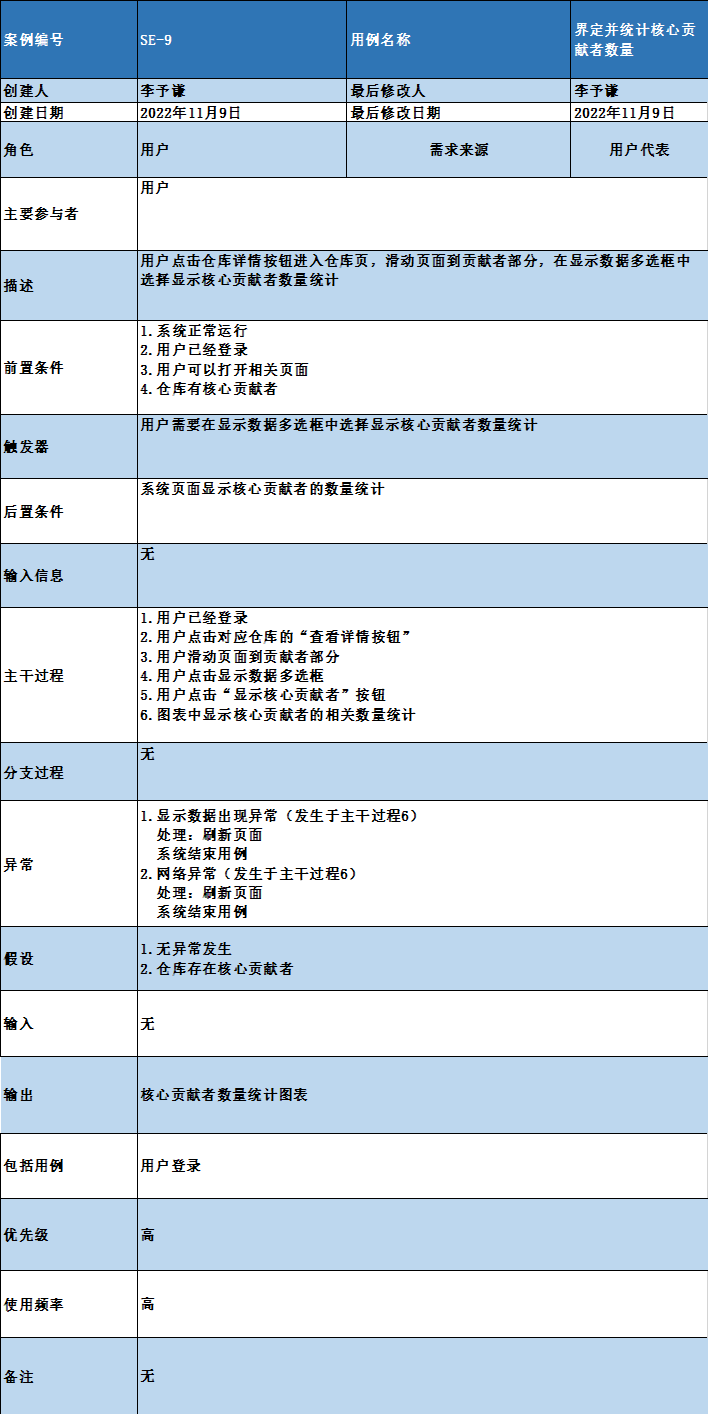 案例编号 SE-9 用例名称 界定并统计核心贡
献者数量
创建人 李予谦 最后修改人 李予谦
创建日期 2022年11月9日 最后修改日期 2022年11月9日
角色 用户 需求来源 用户代表
主要参与者 用户
描述 用户点击仓库详情按钮进入仓库页，滑动页面到贡献者部分，在显示数据多选框中
选择显示核心贡献者数量统计
前置条件
1.系统正常运行
2.用户已经登录
3.用户可以打开相关页面
4.仓库有核心贡献者
触发器 用户需要在显示数据多选框中选择显示核心贡献者数量统计
后置条件 系统页面显示核心贡献者的数量统计
输入信息 无
主干过程
1.用户已经登录
2.用户点击对应仓库的“查看详情按钮”
3.用户滑动页面到贡献者部分
4.用户点击显示数据多选框
5.用户点击“显示核心贡献者”按钮
6.图表中显示核心贡献者的相关数量统计
分支过程 无
异常
1.显示数据出现异常（发生于主干过程6）
处理：刷新页面
系统结束用例
2.网络异常（发生于主干过程6）
处理：刷新页面
系统结束用例
假设
1.无异常发生
2.仓库存在核心贡献者
输入 无
输出 核心贡献者数量统计图表
包括用例 用户登录
优先级 高
使用频率 高
备注 无